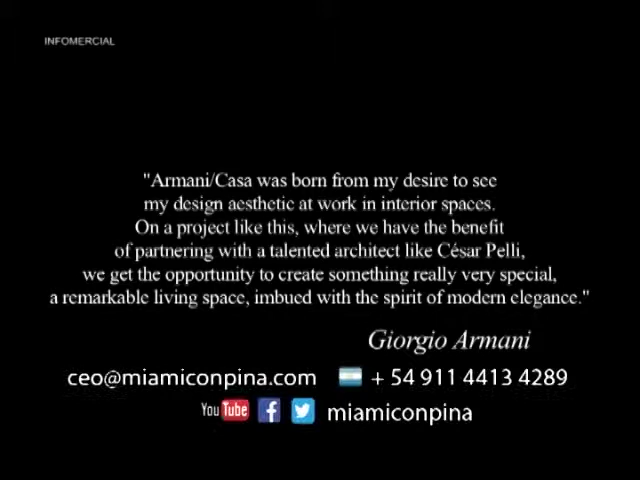 INFOMERCIAL
"Armani/Casa was born from my desire to see
my design aesthetic at work in interior spaces.
On a project like this, where we have the benefit
of partnering with a talented architect like César Pelli,
we get the opportunity to create something really very special,
a remarkable living space, imbued with the spirit of modern elegance."
Giorgio Armani
ceo@miamiconpina.com + 54 911 4413 4289
YouTube f miamiconpina